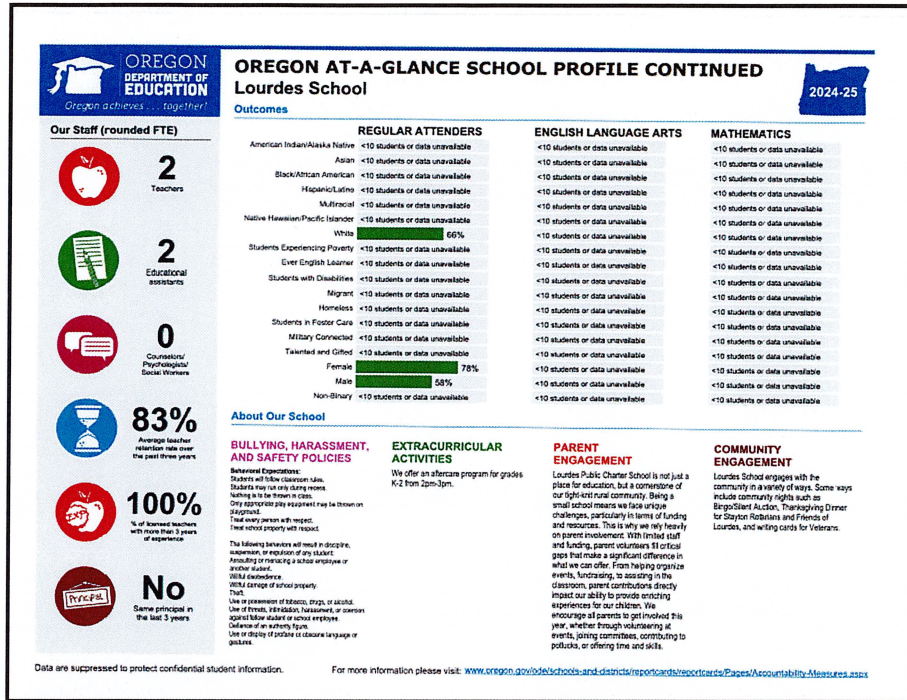 OREGON
DEPARTMENT OF
EDUCATION
Oregon achieves . . . together!
OREGON AT-A-GLANCE SCHOOL PROFILE CONTINUED
Lourdes School
2024-25
Outcomes
Our Staff (rounded FTE)
2
Teachers
2
Educational
assistants
0
Counselors/
Psychologists/
Social Workers
83%
Average teacher
retention rate over
the past three years
EXP
100%
% of licensed teachers
with more than 3 years
of experience
Principal
No
Same principal in
the last 3 years
REGULAR ATTENDERS ENGLISH LANGUAGE ARTS MATHEMATICS
American Indian/Alaska Native <10 students or data unavailable <10 students or data unavailable <10 students or data unavailable
Asian <10 students or data unavailable <10 students or data unavailable <10 students or data unavailable
Black/African American <10 students or data unavailable <10 students or data unavailable <10 students or data unavailable
Hispanic/Latino <10 students or data unavailable <10 students or data unavailable <10 students or data unavailable
Multiracial <10 students or data unavailable <10 students or data unavailable <10 students or data unavailable
Native Hawaiian/Pacific Islander <10 students or data unavailable <10 students or data unavailable <10 students or data unavailable
White 66% <10 students or data unavailable <10 students or data unavailable
Students Experiencing Poverty <10 students or data unavailable <10 students or data unavailable <10 students or data unavailable
Ever English Learner <10 students or data unavailable <10 students or data unavailable <10 students or data unavailable
Students with Disabilities <10 students or data unavailable <10 students or data unavailable <10 students or data unavailable
Migrant <10 students or data unavailable <10 students or data unavailable <10 students or data unavailable
Homeless <10 students or data unavailable <10 students or data unavailable <10 students or data unavailable
Students in Foster Care <10 students or data unavailable <10 students or data unavailable <10 students or data unavailable
Military Connected <10 students or data unavailable <10 students or data unavailable <10 students or data unavailable
Talented and Gifted <10 students or data unavailable <10 students or data unavailable <10 students or data unavailable
Female 78% <10 students or data unavailable <10 students or data unavailable
Male 58% <10 students or data unavailable <10 students or data unavailable
Non-Binary <10 students or data unavailable <10 students or data unavailable <10 students or data unavailable
About Our School
BULLYING, HARASSMENT,
AND SAFETY POLICIES
Behavioral Expectations:
Students will follow classroom rules.
Students may run only during recess.
Nothing is to be thrown in class.
Only appropriate play equipment may be thrown on
playground.
Treat every person with respect.
Treat school property with respect.
The following behaviors will result in discipline,
suspension, or expulsion of any student:
Assaulting or menacing a school employee or
another student.
Willful disobedience.
Willful damage of school property.
Theft.
Use or possession of tobacco, drugs, or alcohol.
Use of threats, intimidation, harassment, or coercion
against fellow student or school employee.
Defiance of an authority figure.
Use or display of profane or obscene language or
gestures.
EXTRACURRICULAR
ACTIVITIES
We offer an aftercare program for grades
K-2 from 2pm-3pm.
PARENT
ENGAGEMENT
Lourdes Public Charter School is not just a
place for education, but a cornerstone of
our tight-knit rural community. Being a
small school means we face unique
challenges, particularly in terms of funding
and resources. This is why we rely heavily
on parent involvement. With limited staff
and funding, parent volunteers fill critical
gaps that make a significant difference in
what we can offer. From helping organize
events, fundraising, to assisting in the
classroom, parent contributions directly
impact our ability to provide enriching
experiences for our children. We
encourage all parents to get involved this
year, whether through volunteering at
events, joining committees, contributing to
potlucks, or offering time and skills.
COMMUNITY
ENGAGEMENT
Lourdes School engages with the
community in a variety of ways. Some ways
include community nights such as
Bingo/Silent Auction, Thanksgiving Dinner
for Stayton Rotarians and Friends of
Lourdes, and writing cards for Veterans.
Data are suppressed to protect confidential student information.
For more information please visit: www.oregon.gov/ode/schools-and-districts/reportcards/reportcards/Pages/Accountability-Measures.aspx